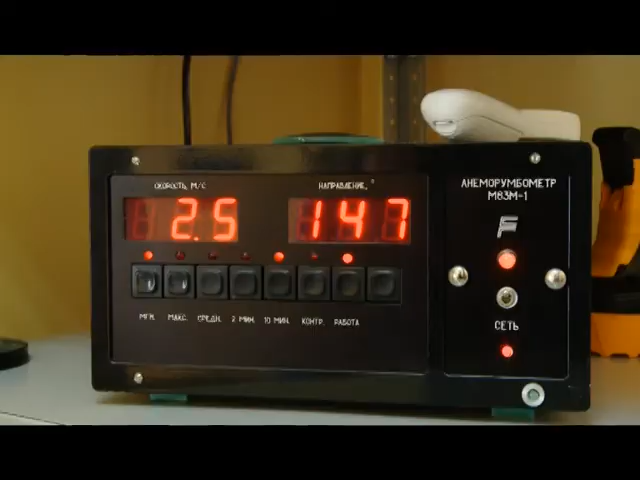 СКОРОСТЬ, М/С
НАПРАВЛЕНИЕ, °
2.5
147
МГН. МАКС. СРЕДН. 2 МИН. 10 МИН. КОНТР. РАБОТА
АНЕМОРУМБОМЕТР
М63М-1
СЕТЬ